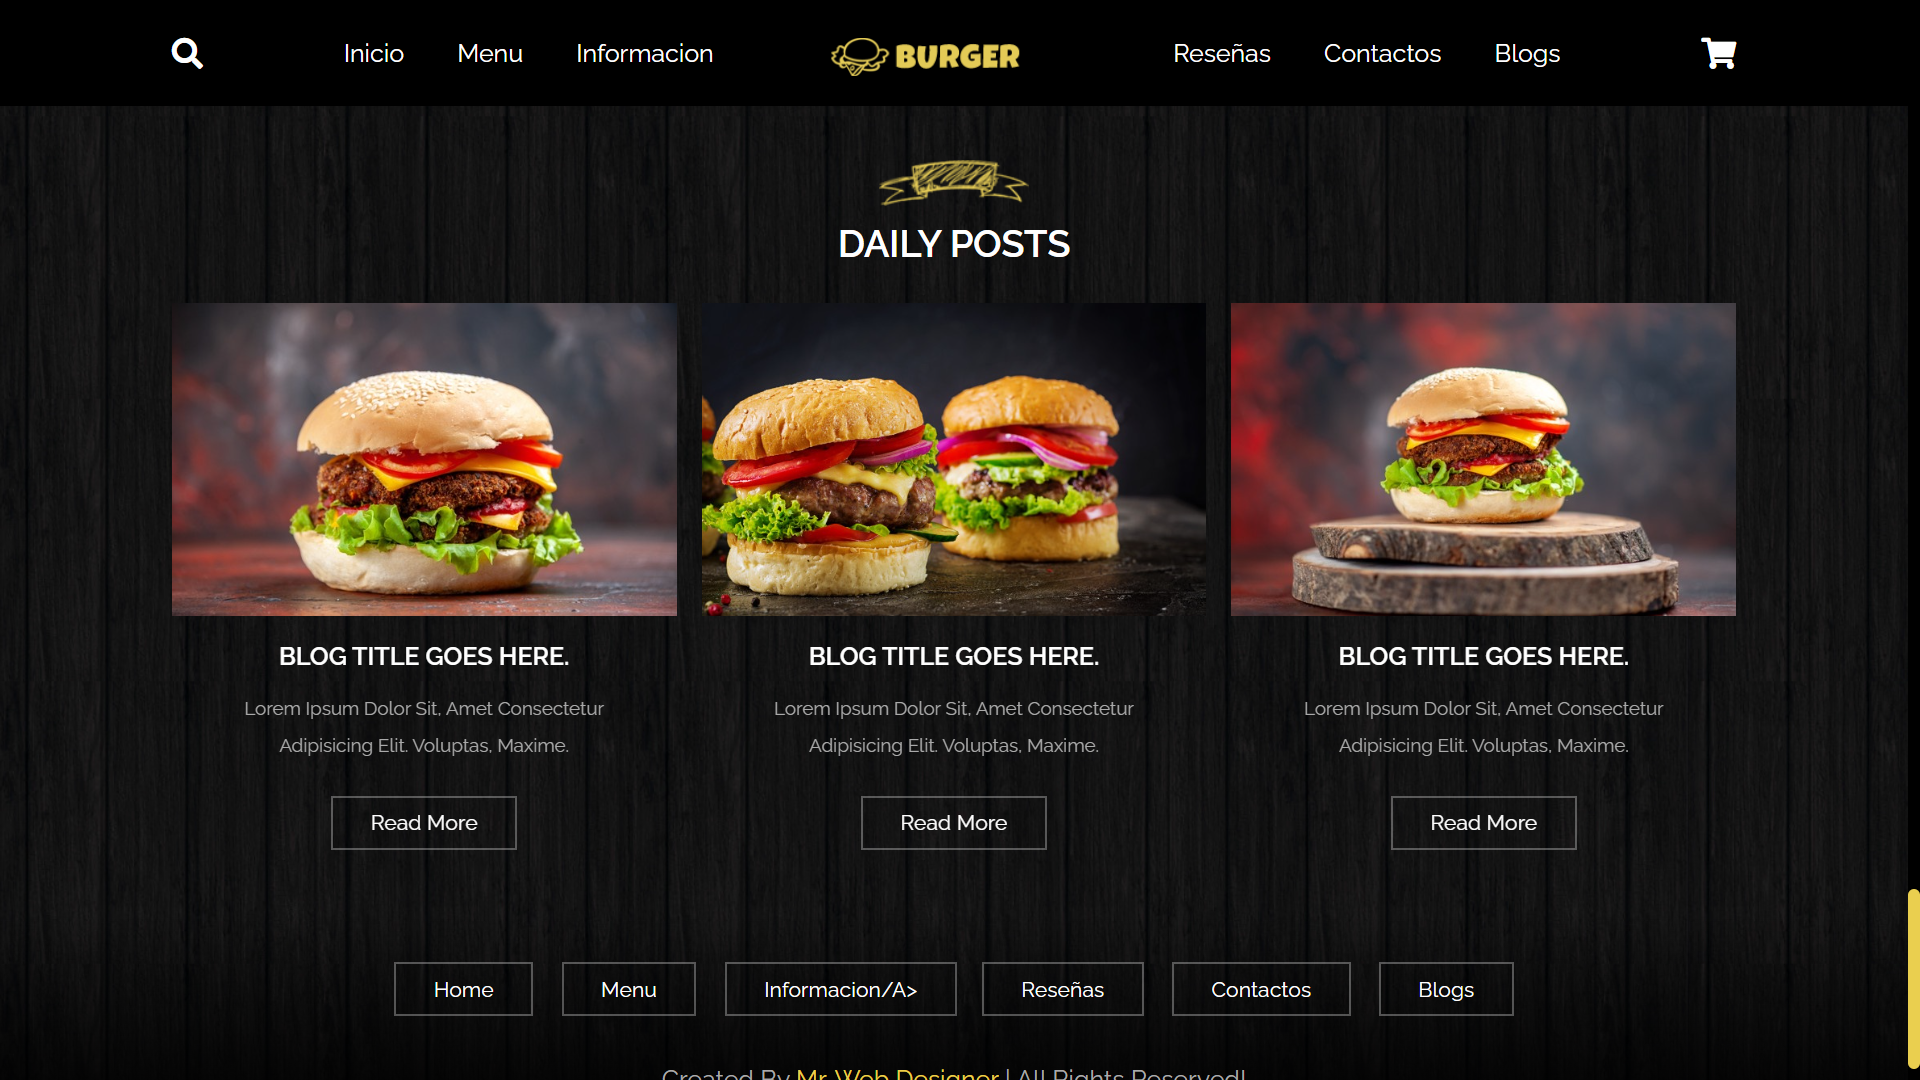 Inicio Menu Informacion BURGER Reseñas Contactos Blogs
DAILY POSTS
BLOG TITLE GOES HERE.
Lorem Ipsum Dolor Sit, Amet Consectetur
Adipisicing Elit. Voluptas, Maxime.
Read More
BLOG TITLE GOES HERE.
Lorem Ipsum Dolor Sit, Amet Consectetur
Adipisicing Elit. Voluptas, Maxime.
Read More
BLOG TITLE GOES HERE.
Lorem Ipsum Dolor Sit, Amet Consectetur
Adipisicing Elit. Voluptas, Maxime.
Read More
Home Menu Informacion/A> Reseñas Contactos Blogs
Created By Mr. Web Designer | All Rights Reserved!